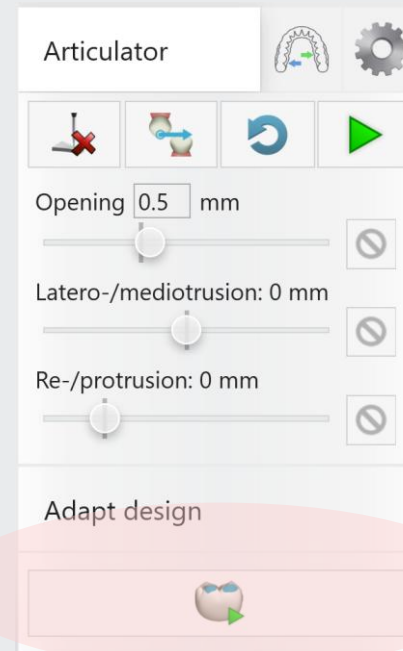 Articulator
Opening 0.5 mm
Latero-/mediotrusion: 0 mm
Re-/protrusion: 0 mm
Adapt design